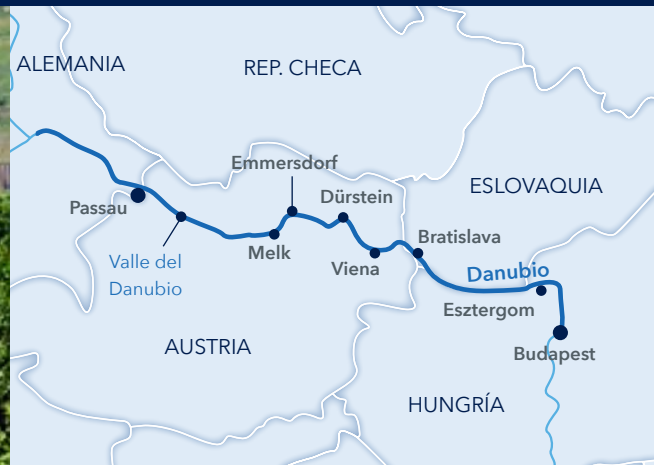 ALEMANIA
REP. CHECA
Emmersdorf
ESLOVAQUIA
Dürstein
Passau
Bratislava
Melk
Valle del
Danubio
Viena
Danubio
Esztergom
AUSTRIA
Budapest
HUNGRÍA